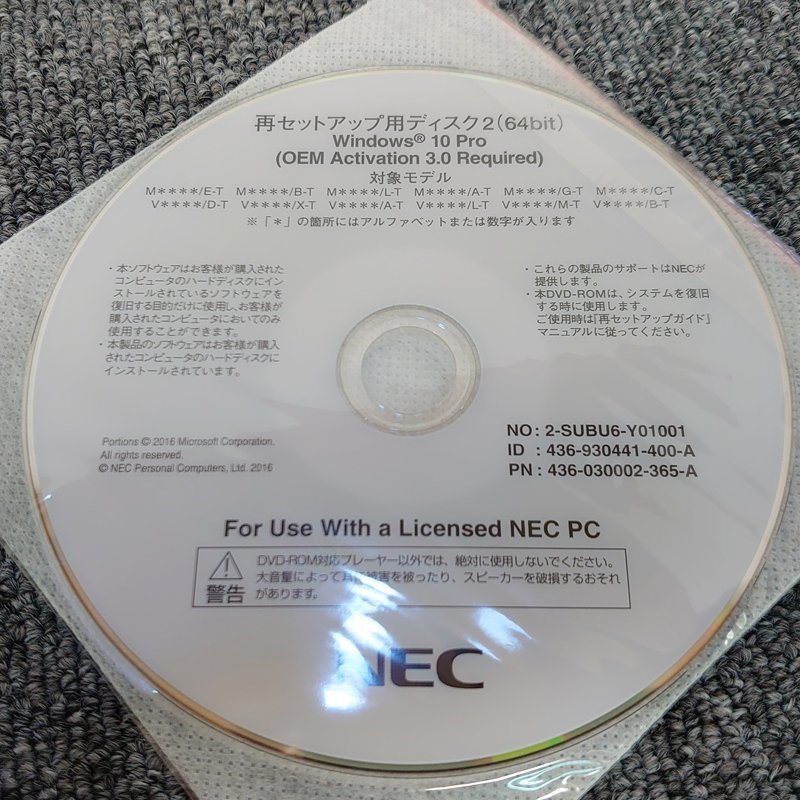 再セットアップ用ディスク2(64bit)
Windows® 10 Pro
(OEM Activation 3.0 Required)
対象モデル
M****/E-T M****/B-T M****/L-T M****/A-T M****/G-T M****/C-T
V****/D-T V****/X-T V****/A-T V****/L-T V****/M-T V****/B-T
※「*」の箇所にはアルファベットまたは数字が入ります
・本ソフトウェアはお客様が購入された
コンピュータのハードディスクにイン
ストールされているソフトウェアを
復旧する目的だけに使用し、お客様が
購入されたコンピュータにおいてのみ
使用することができます。
・本製品のソフトウェアはお客様が購入
されたコンピュータのハードディスクに
インストールされています。
・これらの製品のサポートはNECが
提供します。
・本DVD-ROMは、システムを復旧
する時に使用します。
ご使用時は「再セットアップガイド」
マニュアルに従ってください。
Portions © 2016 Microsoft Corporation.
All rights reserved.
© NEC Personal Computers, Ltd. 2016
NO : 2-SUBU6-Y01001
ID : 436-930441-400-A
PN : 436-030002-365-A
For Use With a Licensed NEC PC
警告
DVD-ROM対応プレーヤー以外では、絶対に使用しないでください。
大音量によって耳に被害を被ったり、スピーカーを破損するおそれ
があります。
NEC